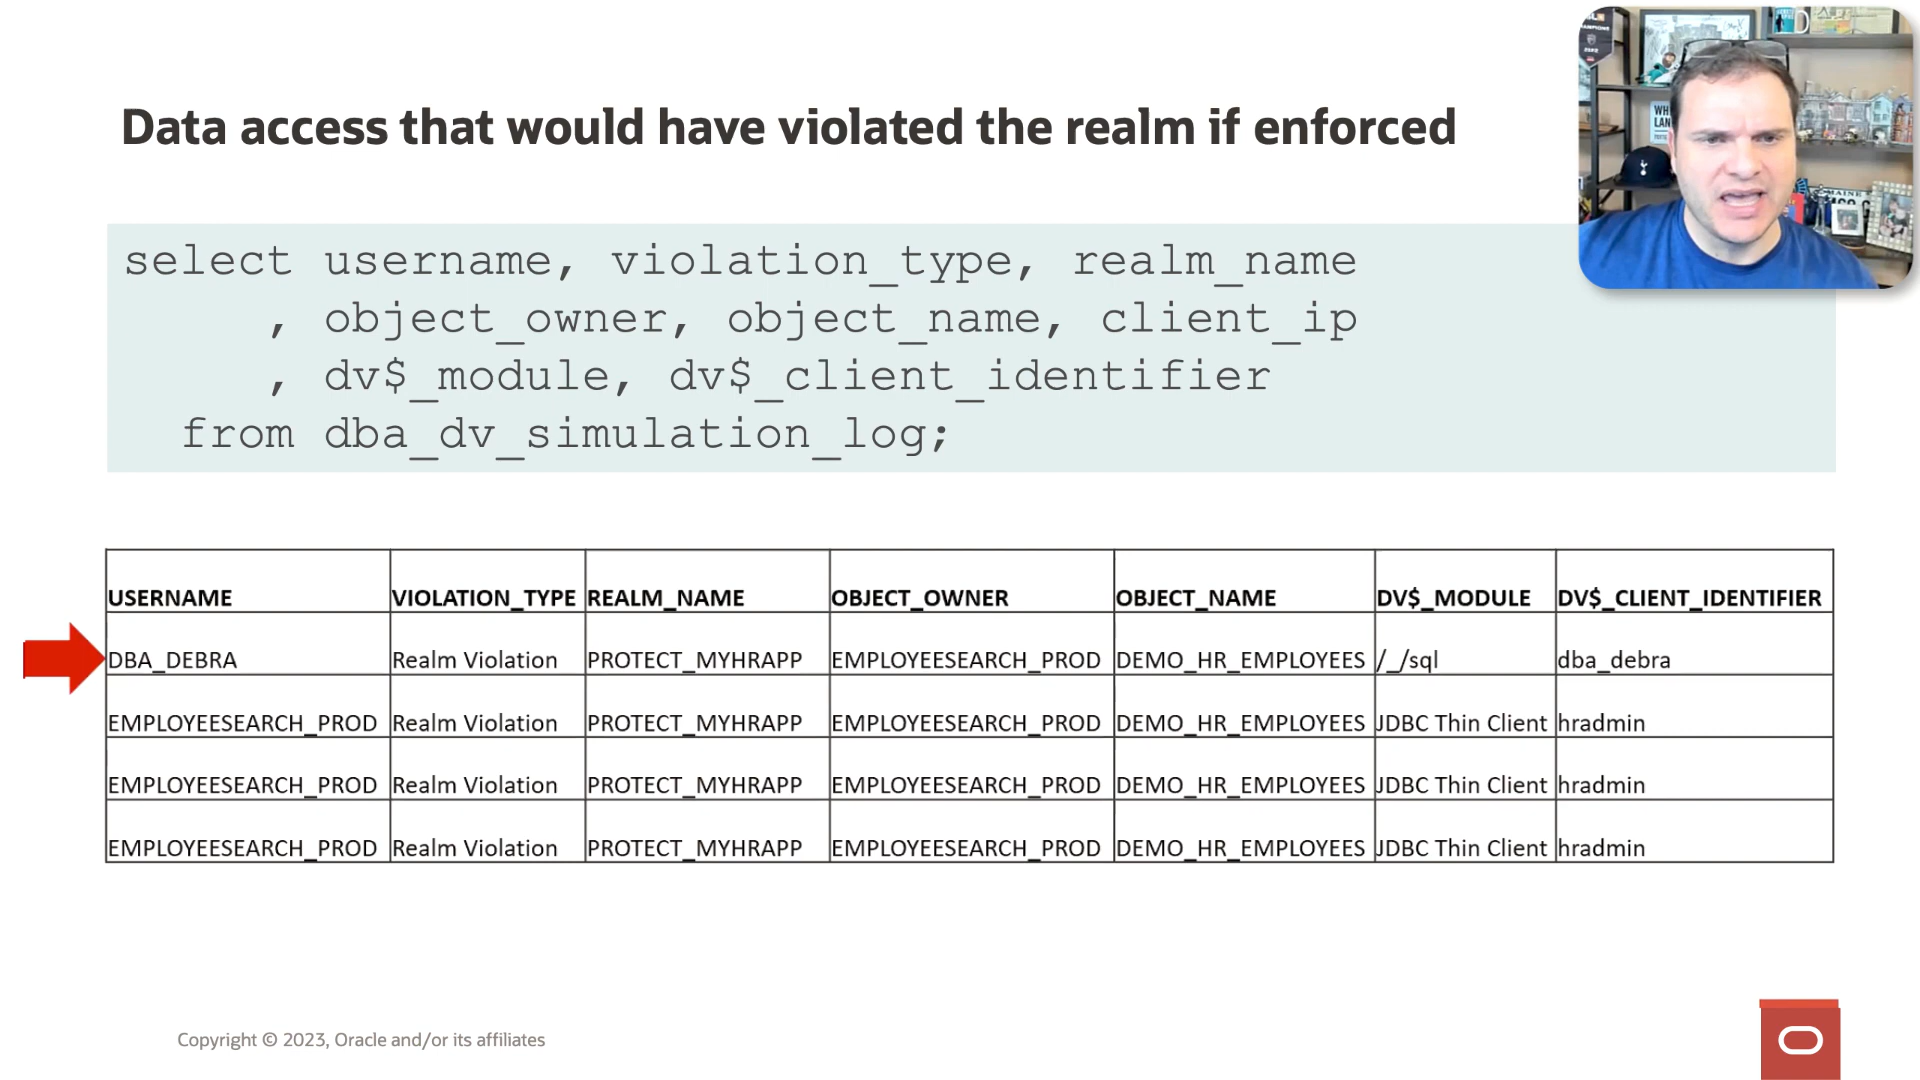 Data access that would have violated the realm if enforced
select username, violation_type, realm_name
, object_owner, object_name, client_ip
, dv$_module, dv$_client_identifier
from dba_dv_simulation_log;
USERNAME VIOLATION_TYPE REALM_NAME OBJECT_OWNER OBJECT_NAME DV$_MODULE DV$_CLIENT_IDENTIFIER
DBA_DEBRA Realm Violation PROTECT_MYHRAPP EMPLOYEESEARCH_PROD DEMO_HR_EMPLOYEES /_/sql dba_debra
EMPLOYEESEARCH_PROD Realm Violation PROTECT_MYHRAPP EMPLOYEESEARCH_PROD DEMO_HR_EMPLOYEES JDBC Thin Client hradmin
EMPLOYEESEARCH_PROD Realm Violation PROTECT_MYHRAPP EMPLOYEESEARCH_PROD DEMO_HR_EMPLOYEES JDBC Thin Client hradmin
EMPLOYEESEARCH_PROD Realm Violation PROTECT_MYHRAPP EMPLOYEESEARCH_PROD DEMO_HR_EMPLOYEES JDBC Thin Client hradmin
Copyright © 2023, Oracle and/or its affiliates